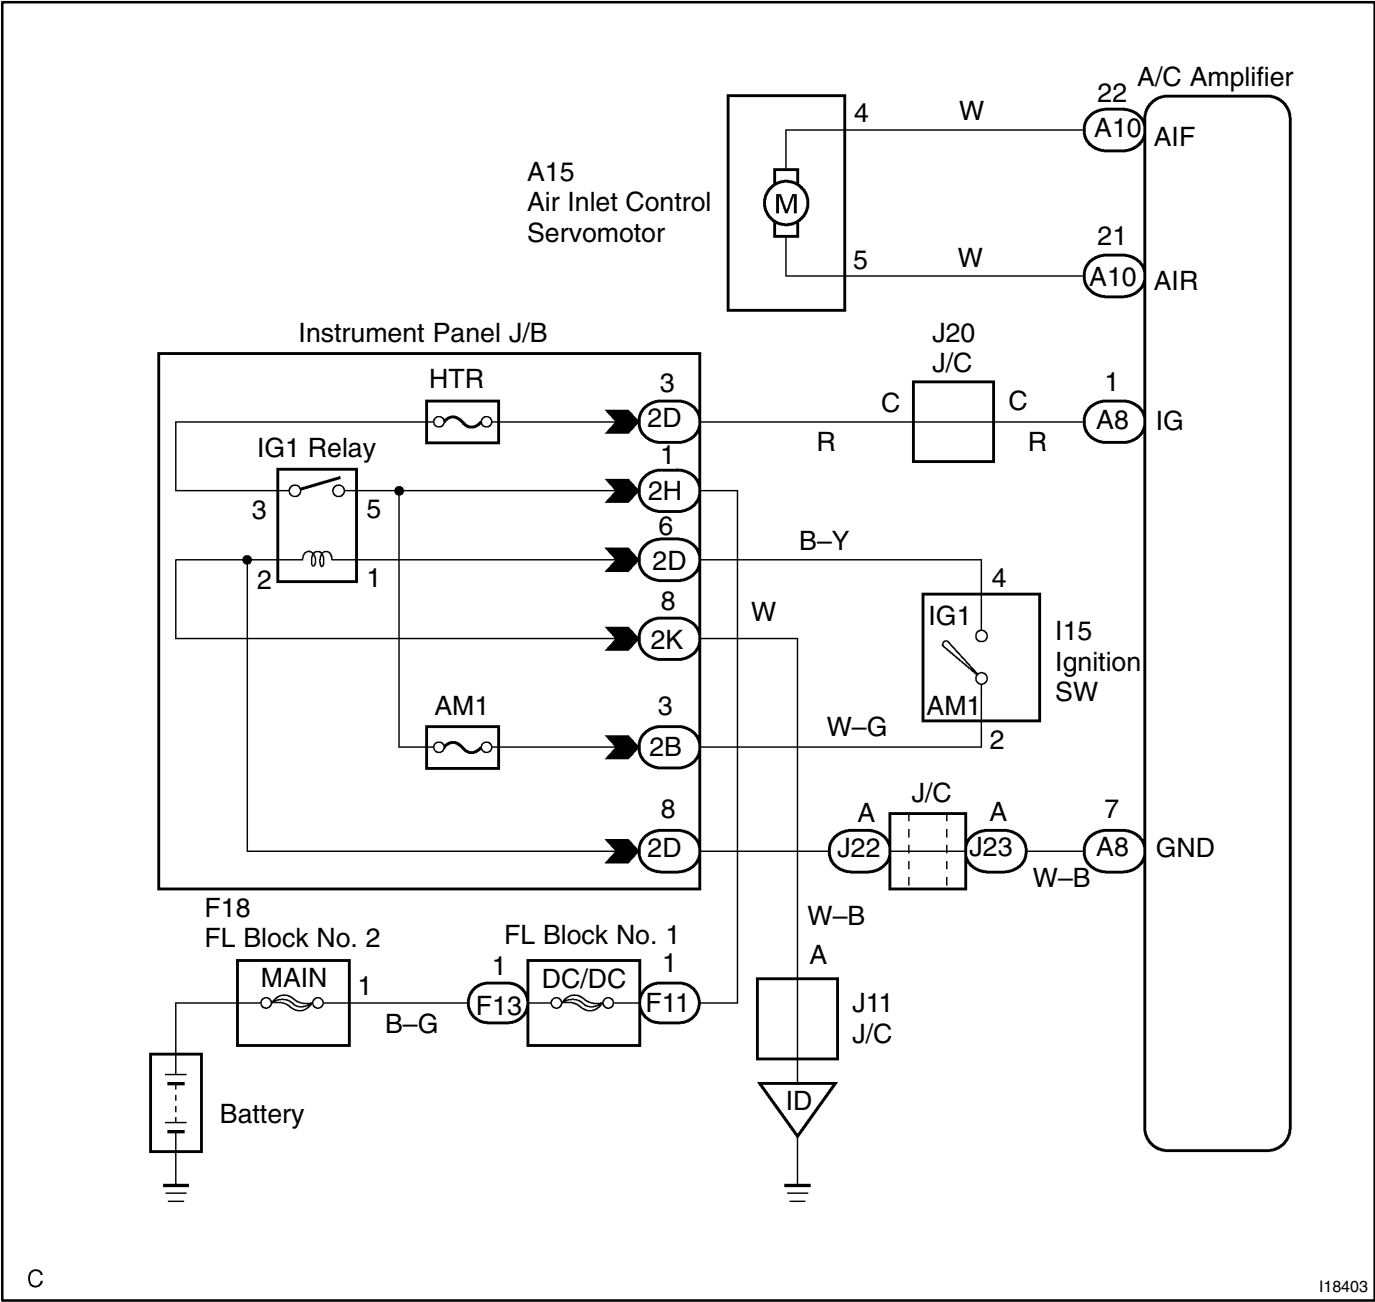 A/C Amplifier
22
4
W
A10
AIF
A15
Air Inlet Control
Servomotor
M
21
5
W
A10
AIR
Instrument Panel J/B
J20
J/C
HTR
3
2D
C
C
R
R
1
A8
IG
IG1 Relay
1
2H
3
5
6
2D
B–Y
2
1
4
8
2K
W
IG1
AM1
I15
Ignition
SW
AM1
3
2B
W–G
2
8
2D
A
J/C
A
J22
J23
7
A8
GND
W–B
F18
FL Block No. 2
MAIN
1
B–G
FL Block No. 1
1
F13
DC/DC
1
F11
W–B
A
J11
J/C
ID
Battery
C
I18403